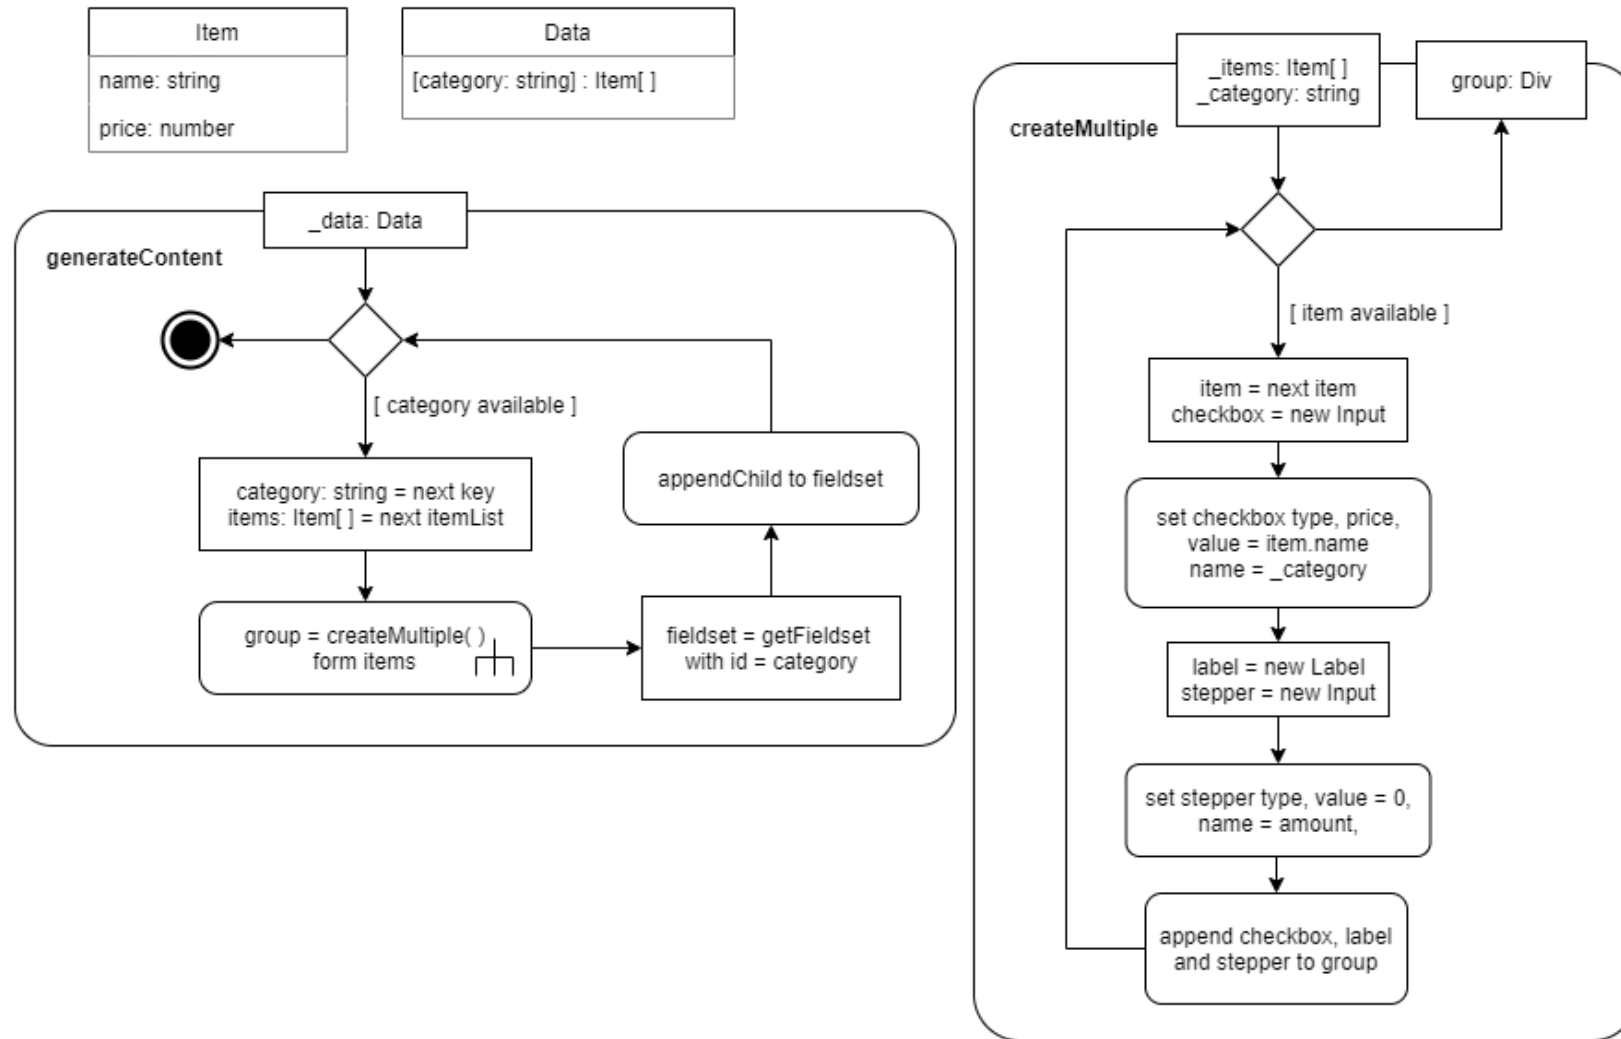 Item
name: string
price: number
Data
[category: string] : Item[ ]
_data: Data
generateContent
[ category available ]
category: string = next key
items: Item[ ] = next itemList
group = createMultiple( )
form items
fieldset = getFieldset
with id = category
appendChild to fieldset
_items: Item[ ]
_category: string
group: Div
createMultiple
[ item available ]
item = next item
checkbox = new Input
set checkbox type, price,
value = item.name
name = _category
label = new Label
stepper = new Input
set stepper type, value = 0,
name = amount,
append checkbox, label
and stepper to group